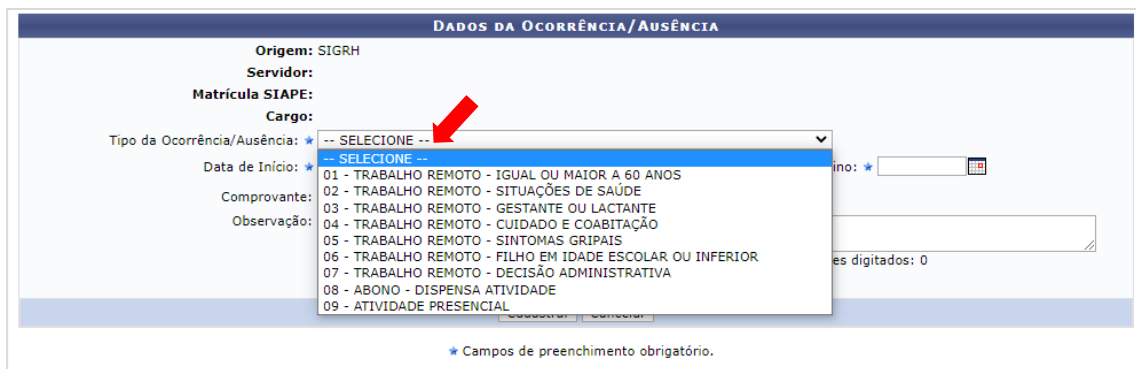 DADOS DA OCORRÊNCIA/AUSÊNCIA
Origem: SIGRH
Servidor:
Matrícula SIAPE:
Cargo:
Tipo da Ocorrência/Ausência: -- SELECIONE --
-- SELECIONE --
Data de Início: ino:
01 - TRABALHO REMOTO - IGUAL OU MAIOR A 60 ANOS
02 - TRABALHO REMOTO - SITUAÇÕES DE SAÚDE
Comprovante:
03 - TRABALHO REMOTO - GESTANTE OU LACTANTE
Observação:
04 - TRABALHO REMOTO - CUIDADO E COABITAÇÃO
05 - TRABALHO REMOTO - SINTOMAS GRIPAIS
06 - TRABALHO REMOTO - FILHO EM IDADE ESCOLAR OU INFERIOR
es digitados: 0
07 - TRABALHO REMOTO - DECISÃO ADMINISTRATIVA
08 - ABONO - DISPENSA ATIVIDADE
09 - ATIVIDADE PRESENCIAL
Cadastrar Cancelar
Campos de preenchimento obrigatório.